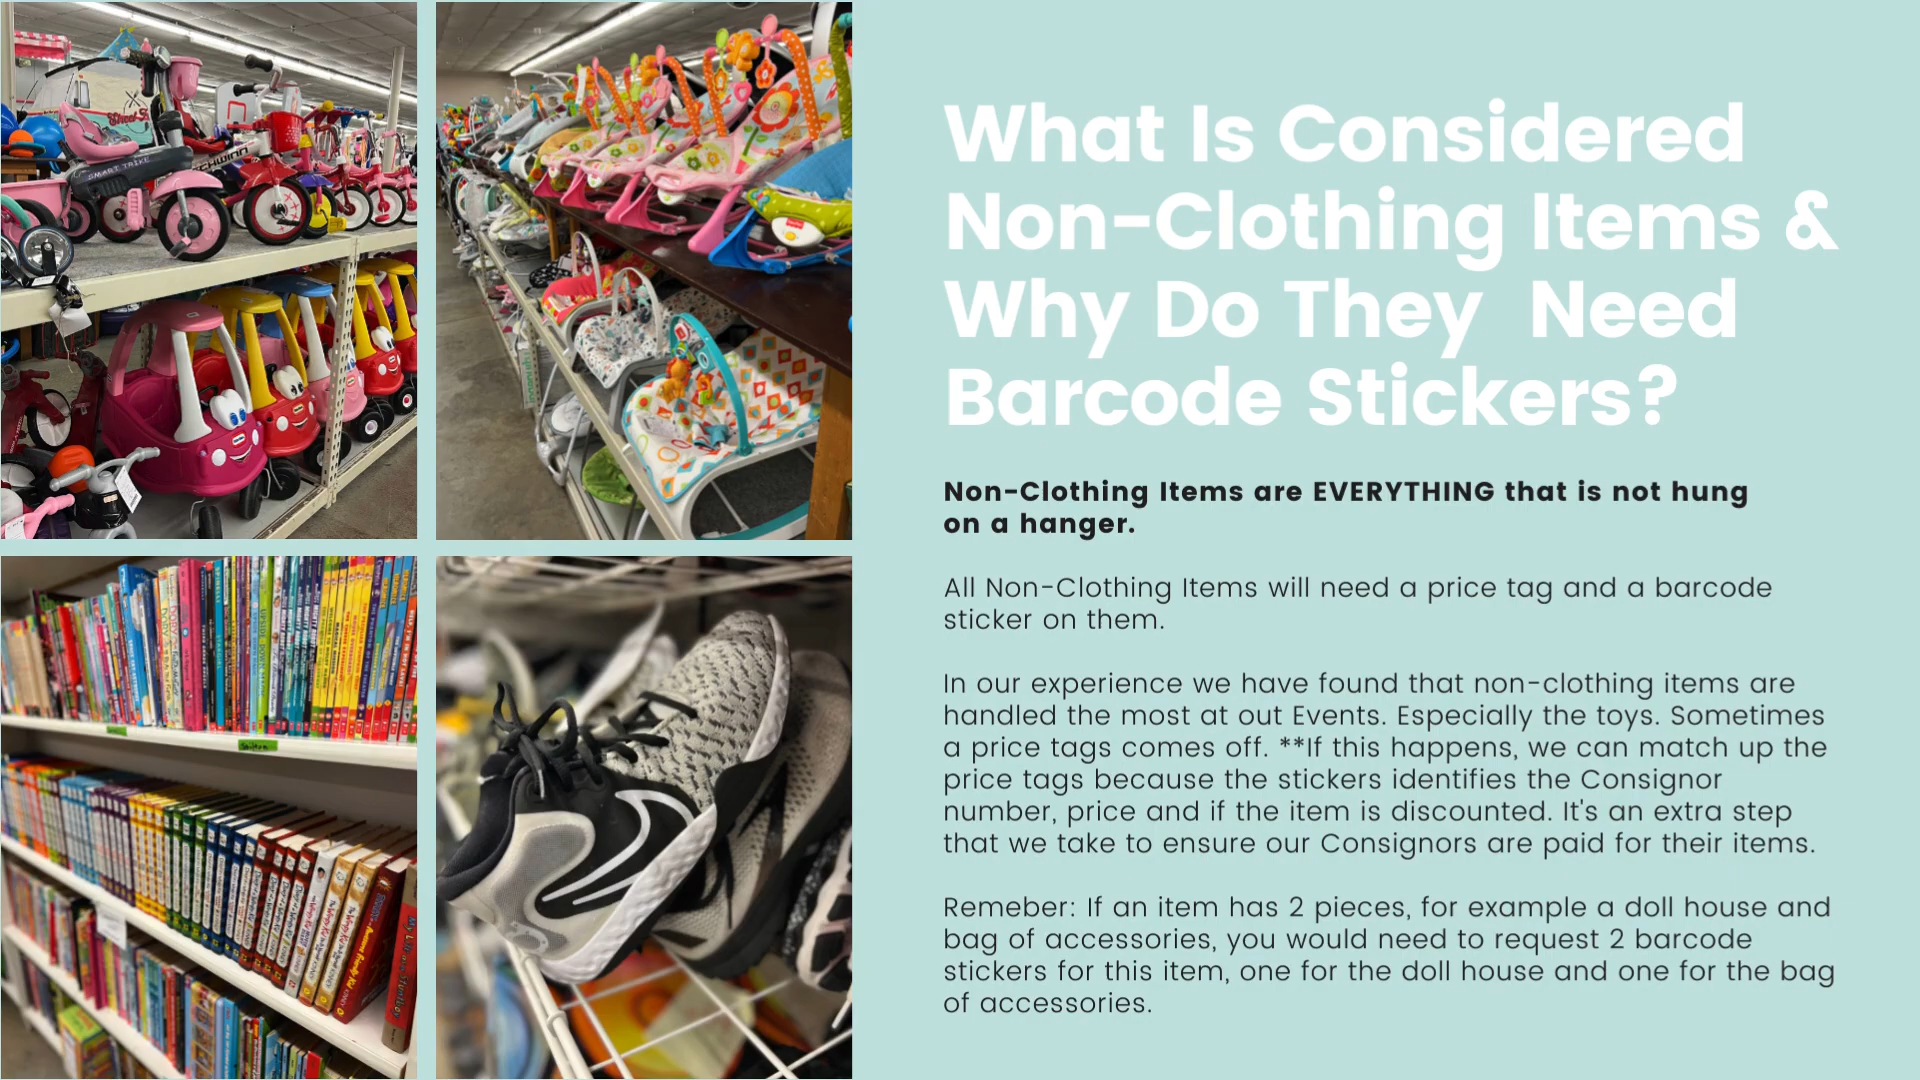 What Is Considered
Non-Clothing Items &
Why Do They Need
Barcode Stickers?
Non-Clothing Items are EVERYTHING that is not hung
on a hanger.
All Non-Clothing Items will need a price tag and a barcode
sticker on them.
In our experience we have found that non-clothing items are
handled the most at out Events. Especially the toys. Sometimes
a price tags comes off. **If this happens, we can match up the
price tags because the stickers identifies the Consignor
number, price and if the item is discounted. It's an extra step
that we take to ensure our Consignors are paid for their items.
Remeber: If an item has 2 pieces, for example a doll house and
bag of accessories, you would need to request 2 barcode
stickers for this item, one for the doll house and one for the bag
of accessories.
SMART TRIKE
SCHWINN